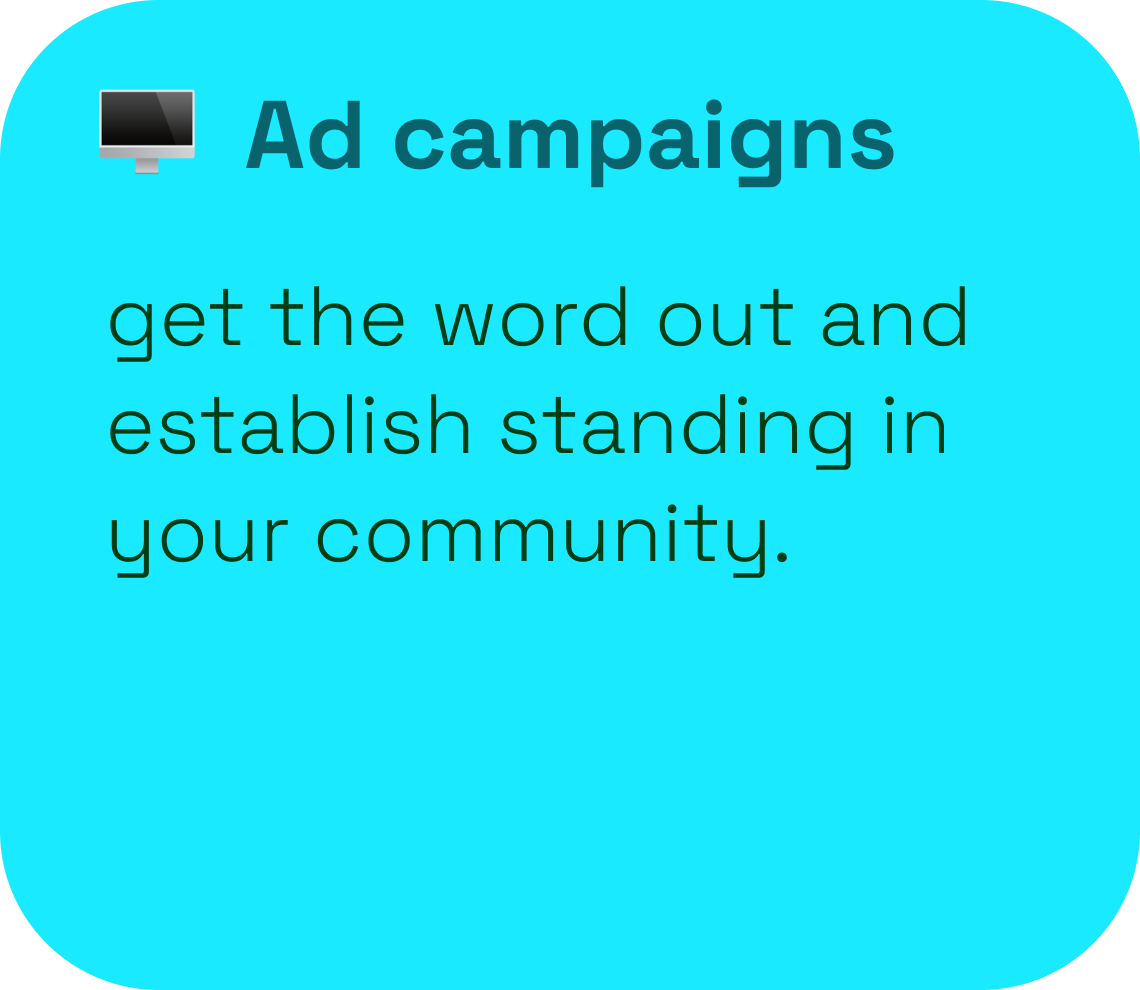 Ad campaigns
get the word out and
establish standing in
your community.